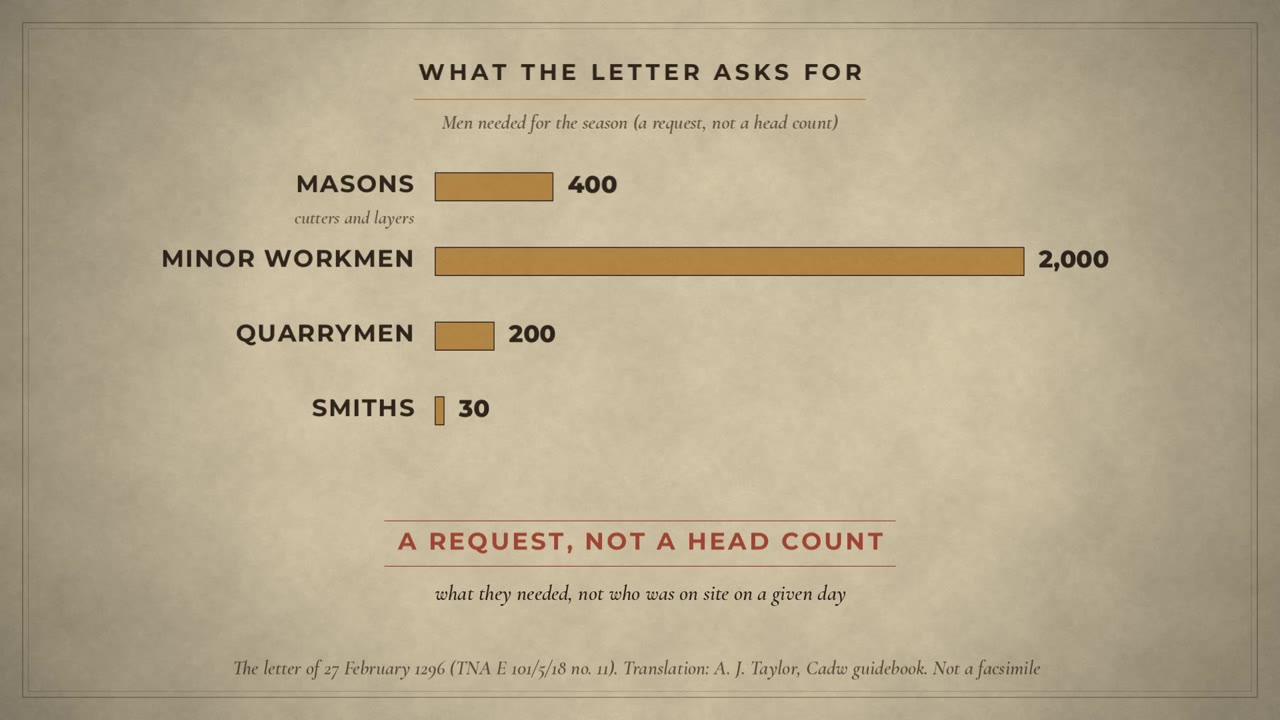 WHAT THE LETTER ASKS FOR
Men needed for the season (a request, not a head count)
MASONS 400
cutters and layers
MINOR WORKMEN 2,000
QUARRYMEN 200
SMITHS 30
A REQUEST, NOT A HEAD COUNT
what they needed, not who was on site on a given day
The letter of 27 February 1296 (TNA E 101/5/18 no. 11). Translation: A. J. Taylor, Cadw guidebook. Not a facsimile